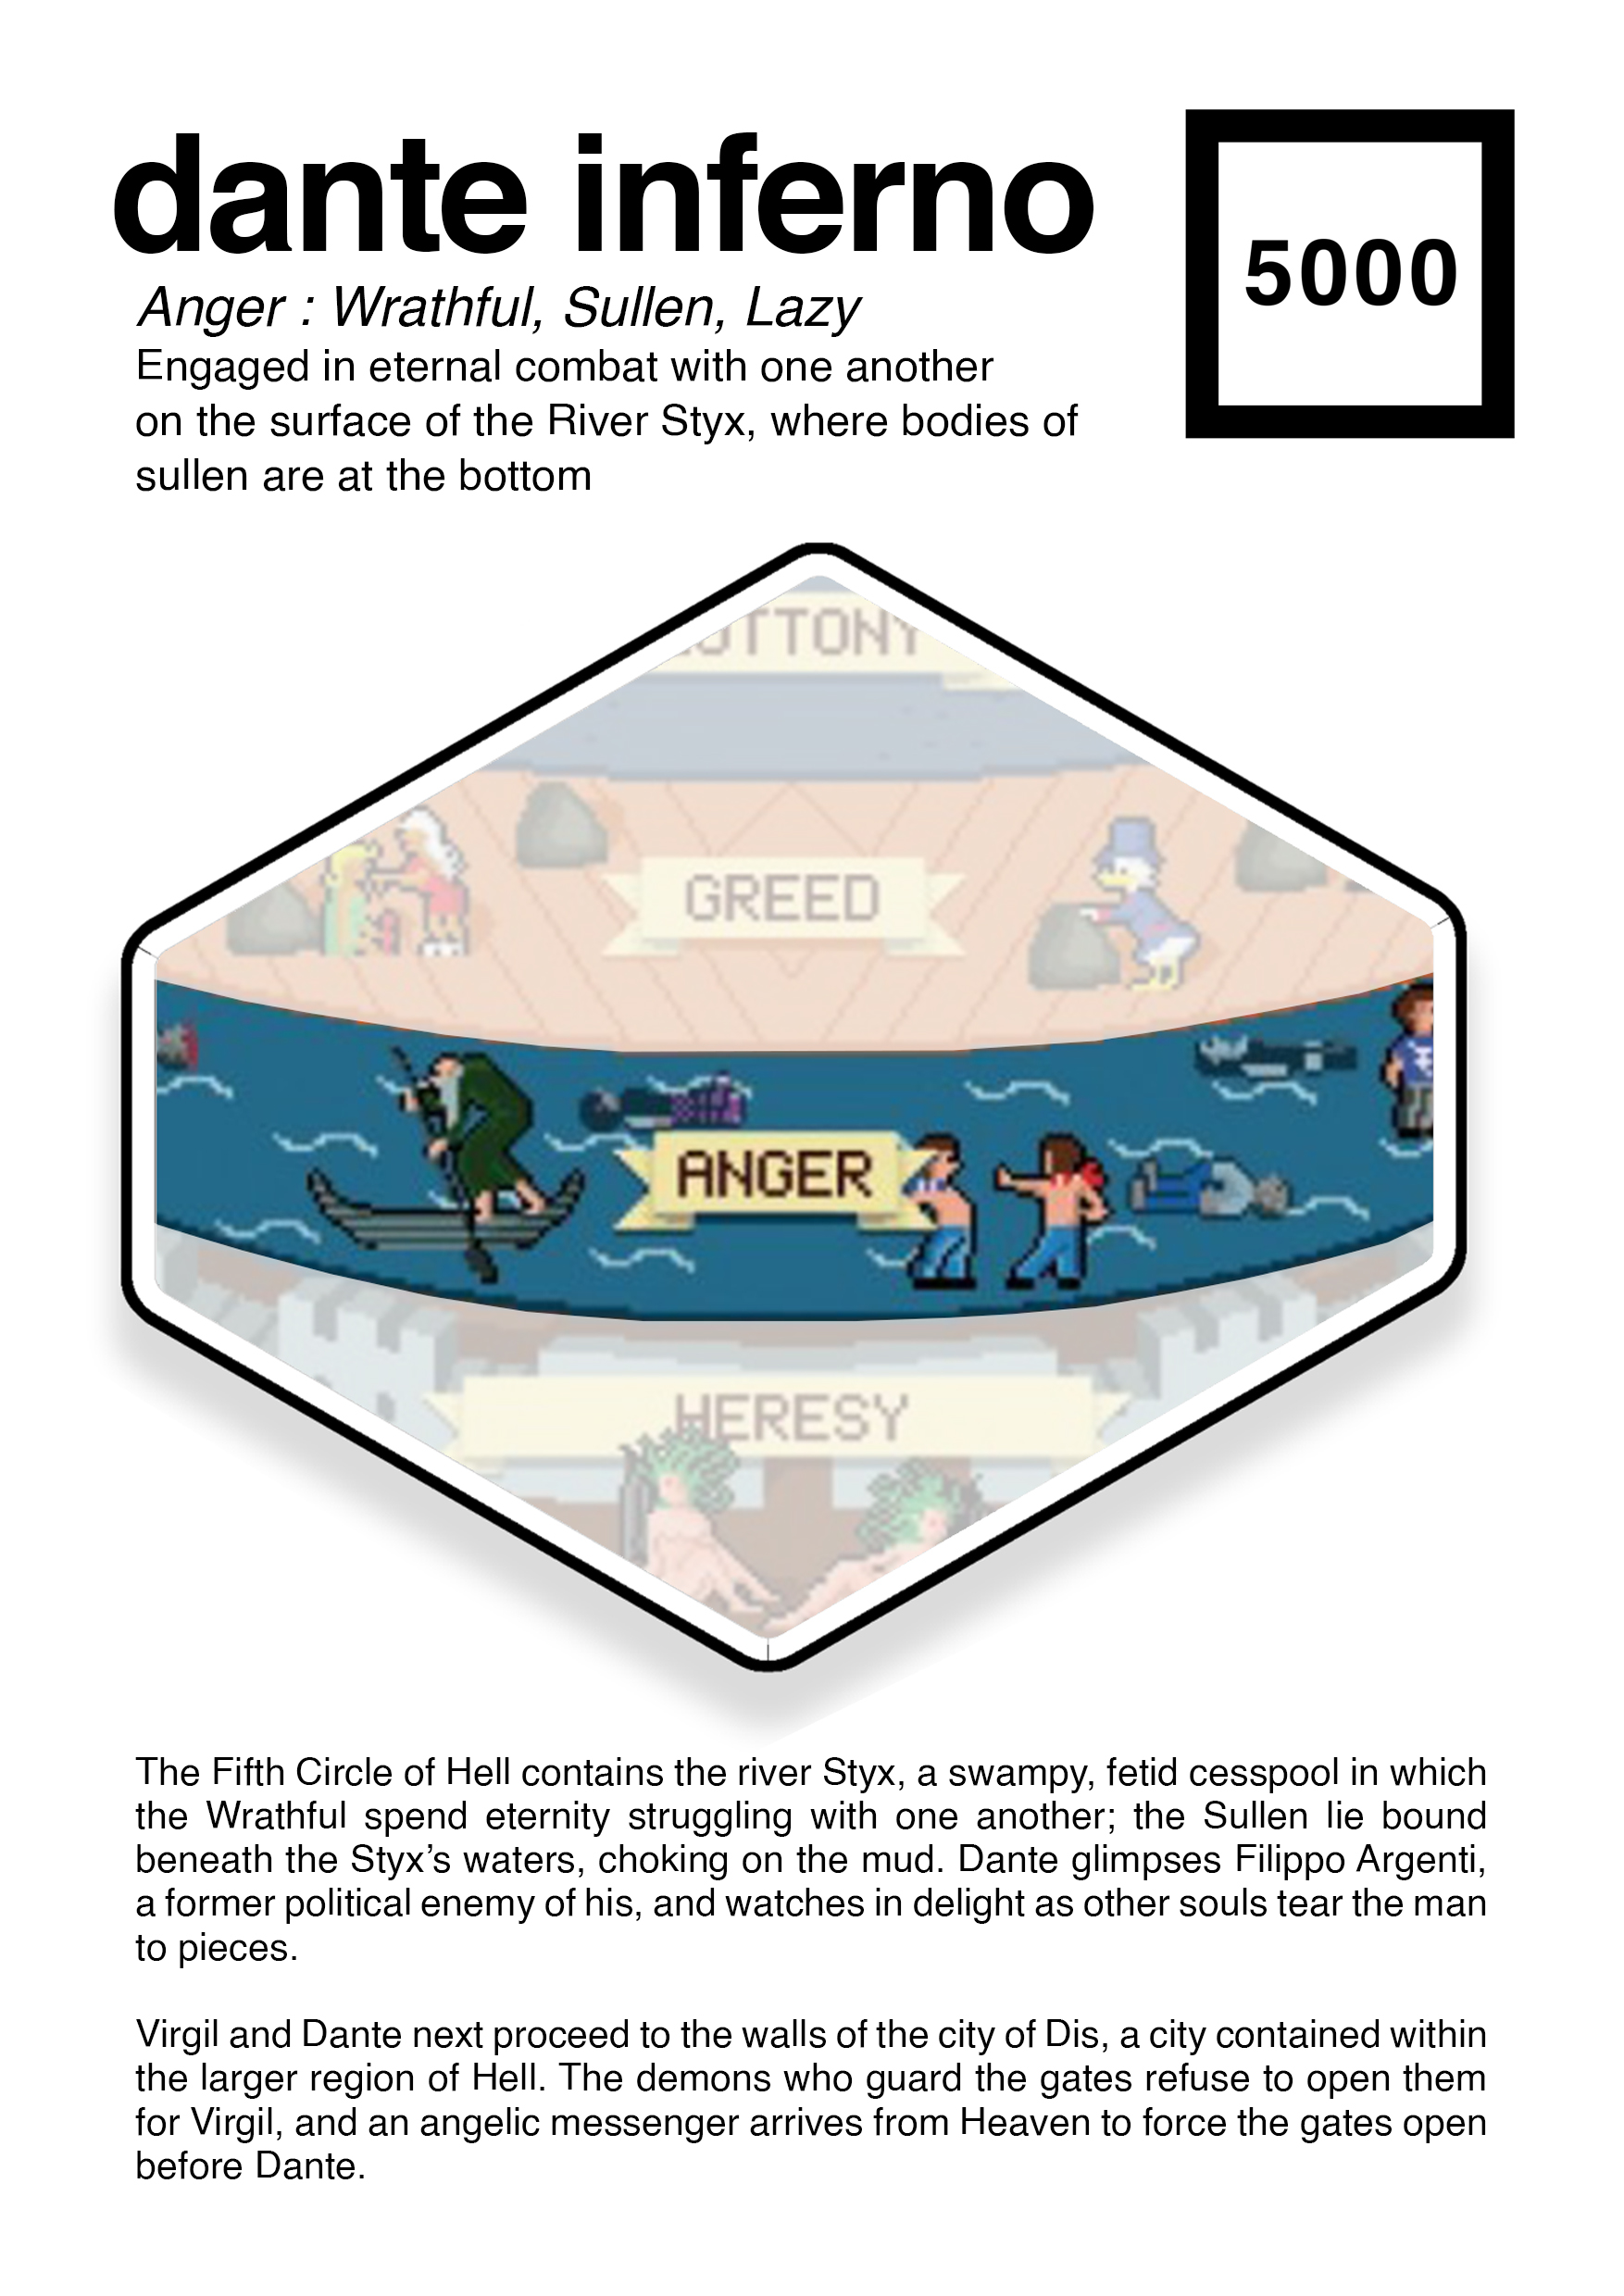 dante inferno
5000
Anger : Wrathful, Sullen, Lazy
Engaged in eternal combat with one another
on the surface of the River Styx, where bodies of
sullen are at the bottom
GREED
ANGER
HERESY
The Fifth Circle of Hell contains the river Styx, a swampy, fetid cesspool in which
the Wrathful spend eternity struggling with one another; the Sullen lie bound
beneath the Styx’s waters, choking on the mud. Dante glimpses Filippo Argenti,
a former political enemy of his, and watches in delight as other souls tear the man
to pieces.
Virgil and Dante next proceed to the walls of the city of Dis, a city contained within
the larger region of Hell. The demons who guard the gates refuse to open them
for Virgil, and an angelic messenger arrives from Heaven to force the gates open
before Dante.